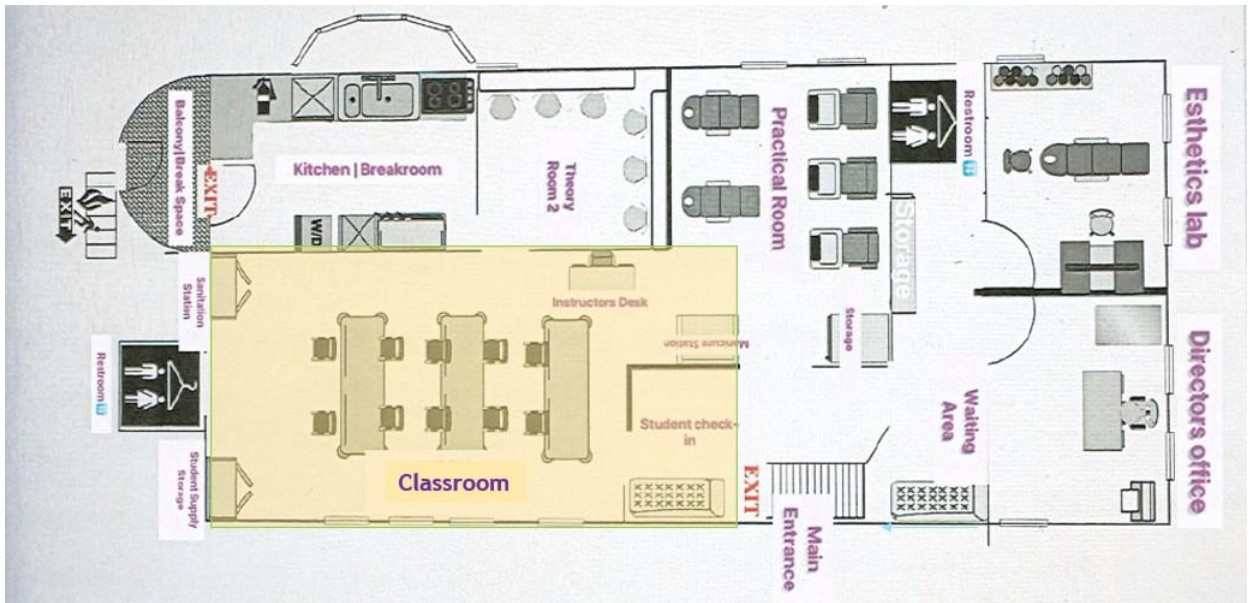 Balcony|Break Space
EXIT
EXIT
Kitchen | Breakroom
W/D
Theory
Room 2
Practical Room
Restroom
Storage
Esthetics lab
Sanitation
Station
Instructors Desk
Manicure Station
Storage
Restroom
Student check-
in
Waiting
Area
Directors office
Student Supply
Storage
Classroom
EXIT
Main
Entrance